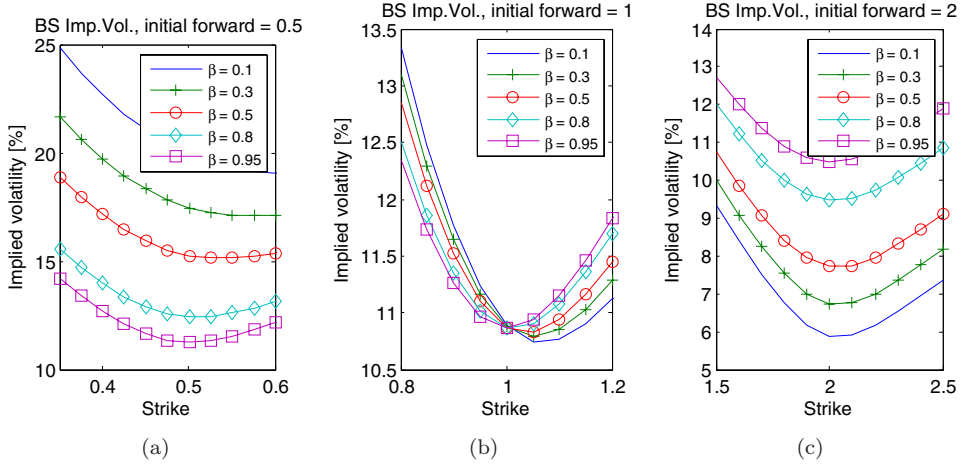 BS Imp.Vol., initial forward = 0.5
Implied volatility [%]
25
20
15
10
0.4
0.5
0.6
Strike
β = 0.1
β = 0.3
β = 0.5
β = 0.8
β = 0.95
(a)
BS Imp.Vol., initial forward = 1
Implied volatility [%]
13.5
13
12.5
12
11.5
11
10.5
0.8
1
1.2
Strike
β = 0.1
β = 0.3
β = 0.5
β = 0.8
β = 0.95
(b)
BS Imp.Vol., initial forward = 2
Implied volatility [%]
14
13
12
11
10
9
8
7
6
5
1.5
2
2.5
Strike
β = 0.1
β = 0.3
β = 0.5
β = 0.8
β = 0.95
(c)